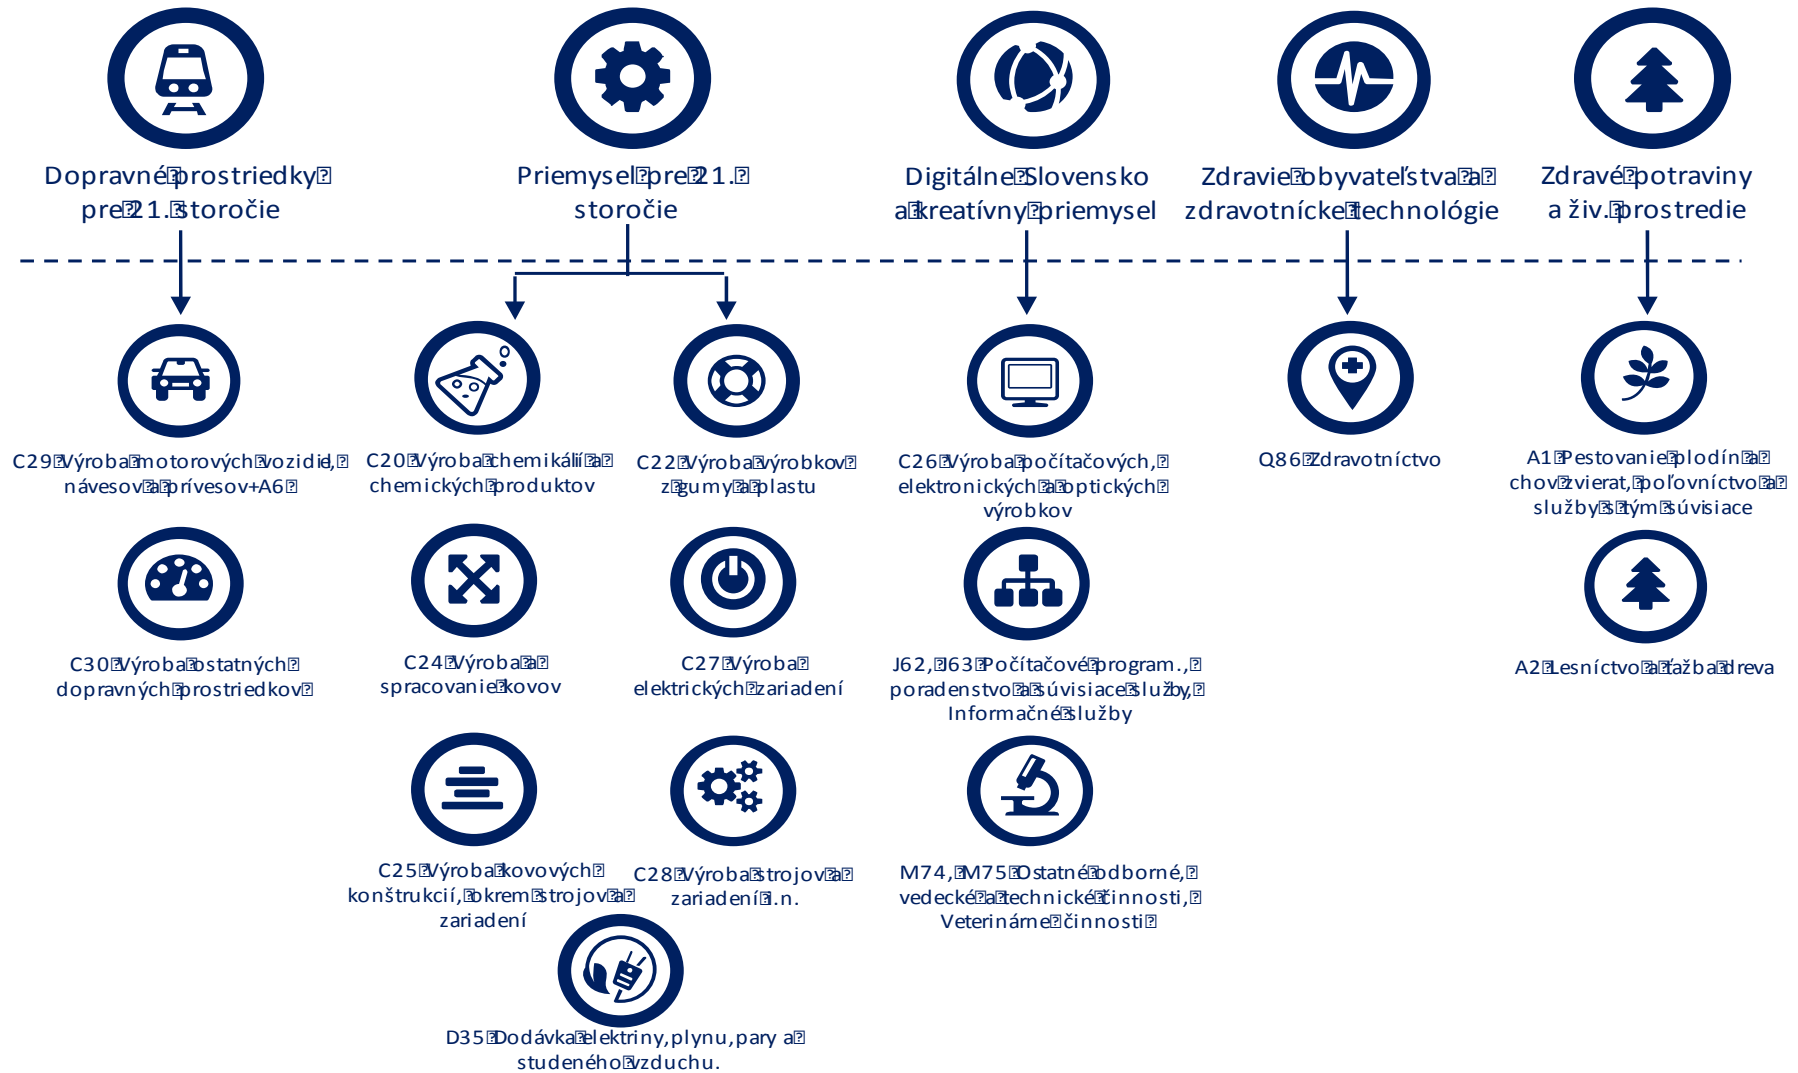 Dopravné prostriedky
pre 21. storočie
Priemysel pre 21.
storočie
Digitálne Slovensko
a kreatívny priemysel
Zdravie obyvateľstva a
zdravotnícke technológie
Zdravé potraviny
a živ. prostredie
C29 Výroba motorových vozidiel,
návesov a prívesov+A6
C20 Výroba chemikálií a
chemických produktov
C22 Výroba výrobkov
z gumy a plastu
C26 Výroba počítačových,
elektronických a optických
výrobkov
Q86 Zdravotníctvo
A1 Pestovanie plodín a
chov zvierat, poľovníctvo a
služby s tým súvisiace
C30 Výroba ostatných
dopravných prostriedkov
C24 Výroba a
spracovanie kovov
C27 Výroba
elektrických zariadení
J62, J63 Počítačové program.,
poradenstvo a súvisiace služby,
Informačné služby
A2 Lesníctvo a ťažba dreva
C25 Výroba kovových
konštrukcií, okrem strojov a
zariadení
C28 Výroba strojov a
zariadení i.n.
M74, M75 Ostatné odborné,
vedecké a technické činnosti,
Veterinárne činnosti
D35 Dodávka elektriny, plynu, pary a
studeného vzduchu.